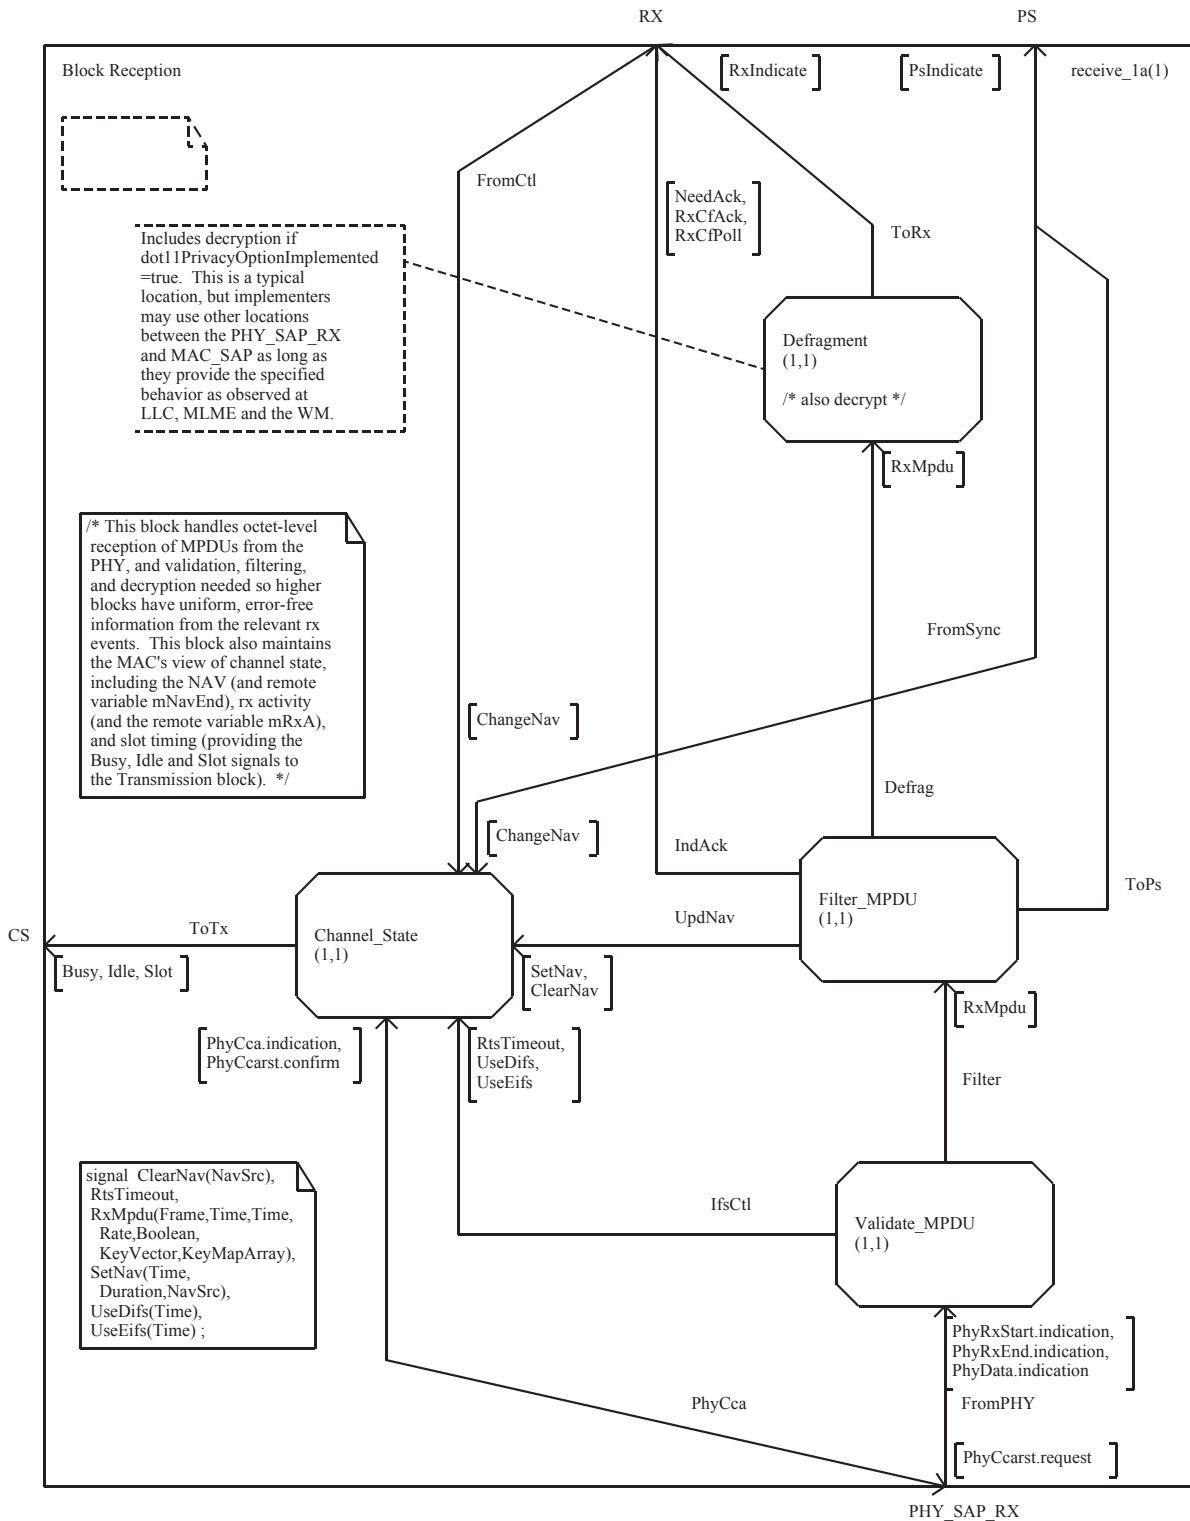 RX
PS
Block Reception
[RxIndicate]
[PsIndicate]
receive_1a(1)
FromCtl
[NeedAck,
RxCfAck,
RxCfPoll]
ToRx
Includes decryption if
dot11PrivacyOptionImplemented
=true. This is a typical
location, but implementers
may use other locations
between the PHY_SAP_RX
and MAC_SAP as long as
they provide the specified
behavior as observed at
LLC, MLME and the WM.
Defragment
(1,1)
/* also decrypt */
[RxMpdu]
/* This block handles octet-level
reception of MPDUs from the
PHY, and validation, filtering,
and decryption needed so higher
blocks have uniform, error-free
information from the relevant rx
events. This block also maintains
the MAC's view of channel state,
including the NAV (and remote
variable mNavEnd), rx activity
(and the remote variable mRxA),
and slot timing (providing the
Busy, Idle and Slot signals to
the Transmission block). */
FromSync
[ChangeNav]
Defrag
[ChangeNav]
IndAck
ToPs
Filter_MPDU
(1,1)
UpdNav
CS
ToTx
Channel_State
(1,1)
[Busy, Idle, Slot]
[SetNav,
ClearNav]
[RxMpdu]
[PhyCca.indication,
PhyCcarst.confirm]
[RtsTimeout,
UseDifs,
UseEifs]
Filter
signal ClearNav(NavSrc),
RtsTimeout,
RxMpdu(Frame,Time,Time,
Rate,Boolean,
KeyVector,KeyMapArray),
SetNav(Time,
Duration,NavSrc),
UseDifs(Time),
UseEifs(Time) ;
IfsCtl
Validate_MPDU
(1,1)
[PhyRxStart.indication,
PhyRxEnd.indication,
PhyData.indication]
PhyCca
FromPHY
[PhyCcarst.request]
PHY_SAP_RX